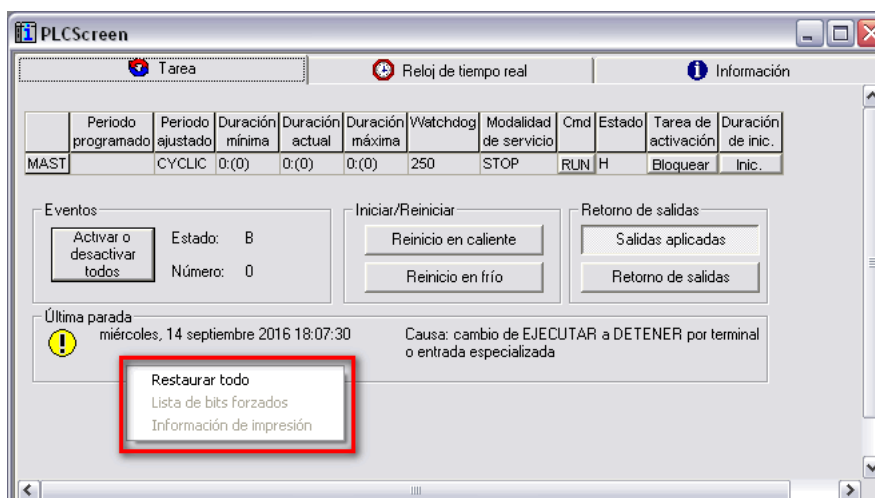 PLCScreen
Tarea Reloj de tiempo real Información
Periodo programado Periodo ajustado Duración mínima Duración actual Duración máxima Watchdog Modalidad de servicio Cmd Estado Tarea de activación Duración de inic.
MAST CYCLIC 0:(0) 0:(0) 0:(0) 250 STOP RUN H Bloquear Inic.
Eventos
Activar o
desactivar
todos
Estado: B
Número: 0
Iniciar/Reiniciar
Reinicio en caliente
Reinicio en frío
Retorno de salidas
Salidas aplicadas
Retorno de salidas
Última parada
miércoles, 14 septiembre 2016 18:07:30
Causa: cambio de EJECUTAR a DETENER por terminal
o entrada especializada
Restaurar todo
Lista de bits forzados
Información de impresión